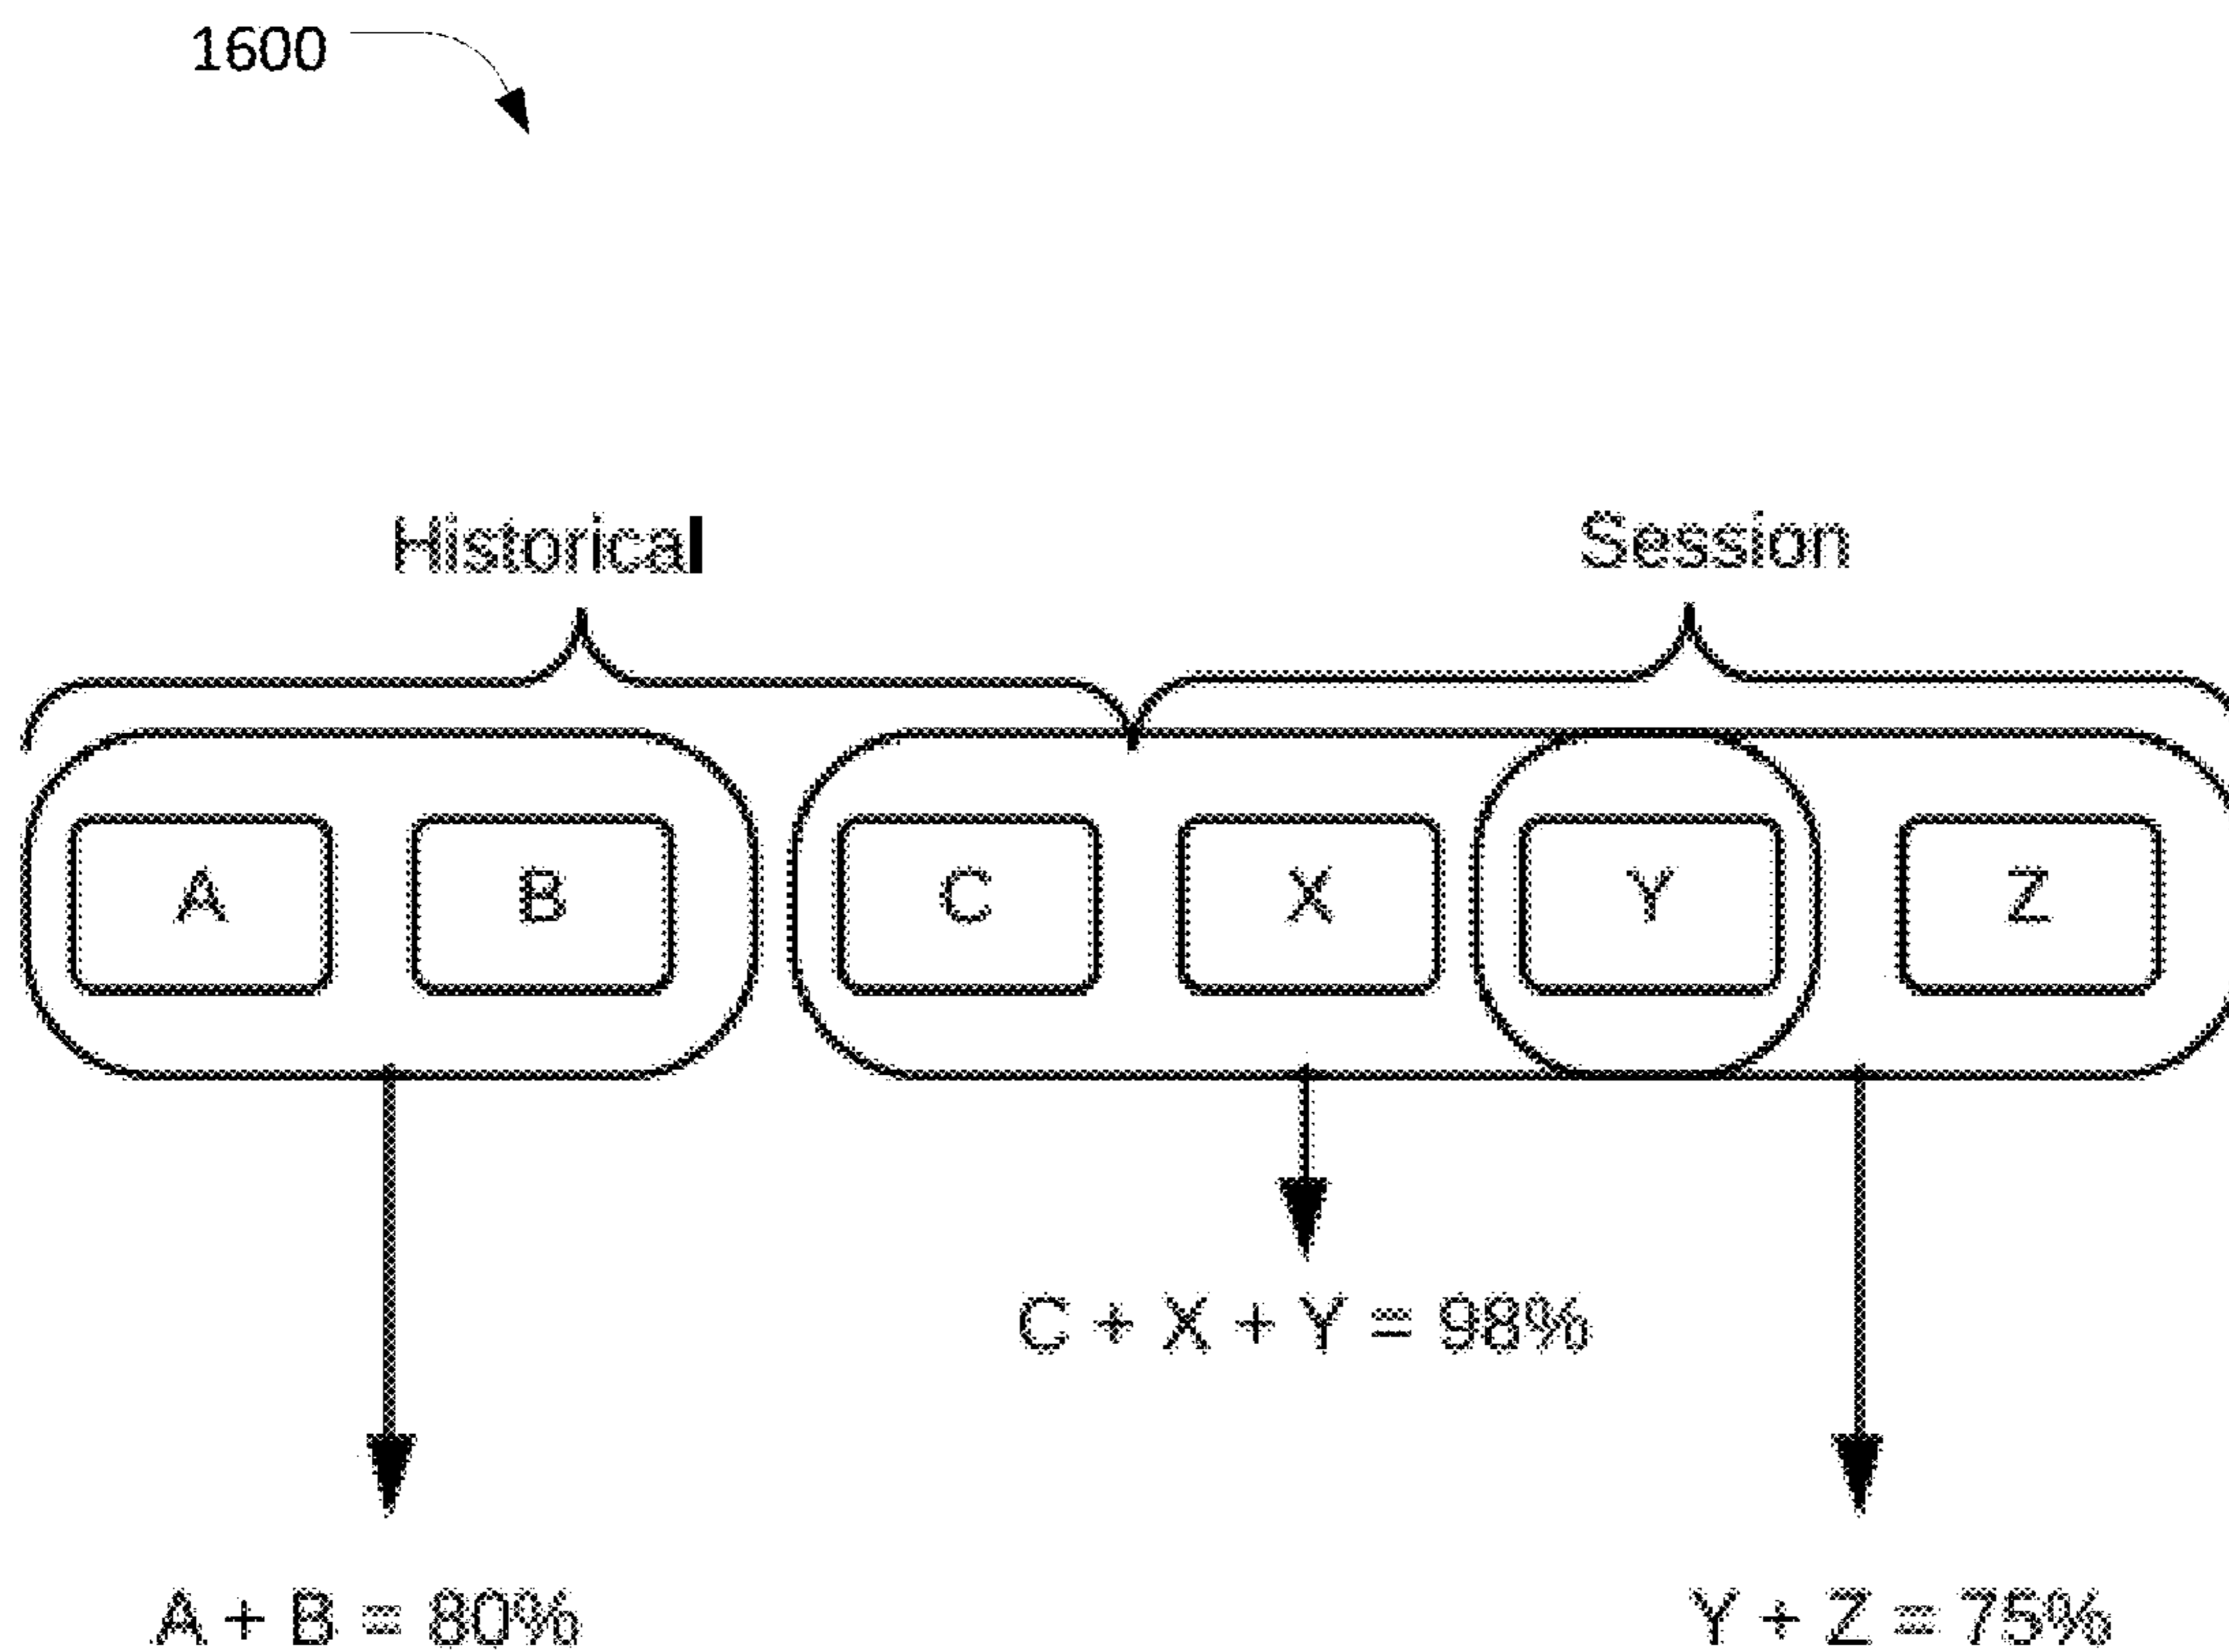 1600
Historical
Session
A
B
C
X
Y
Z
C + X + Y = 98%
A + B = 80%
Y + Z = 75%